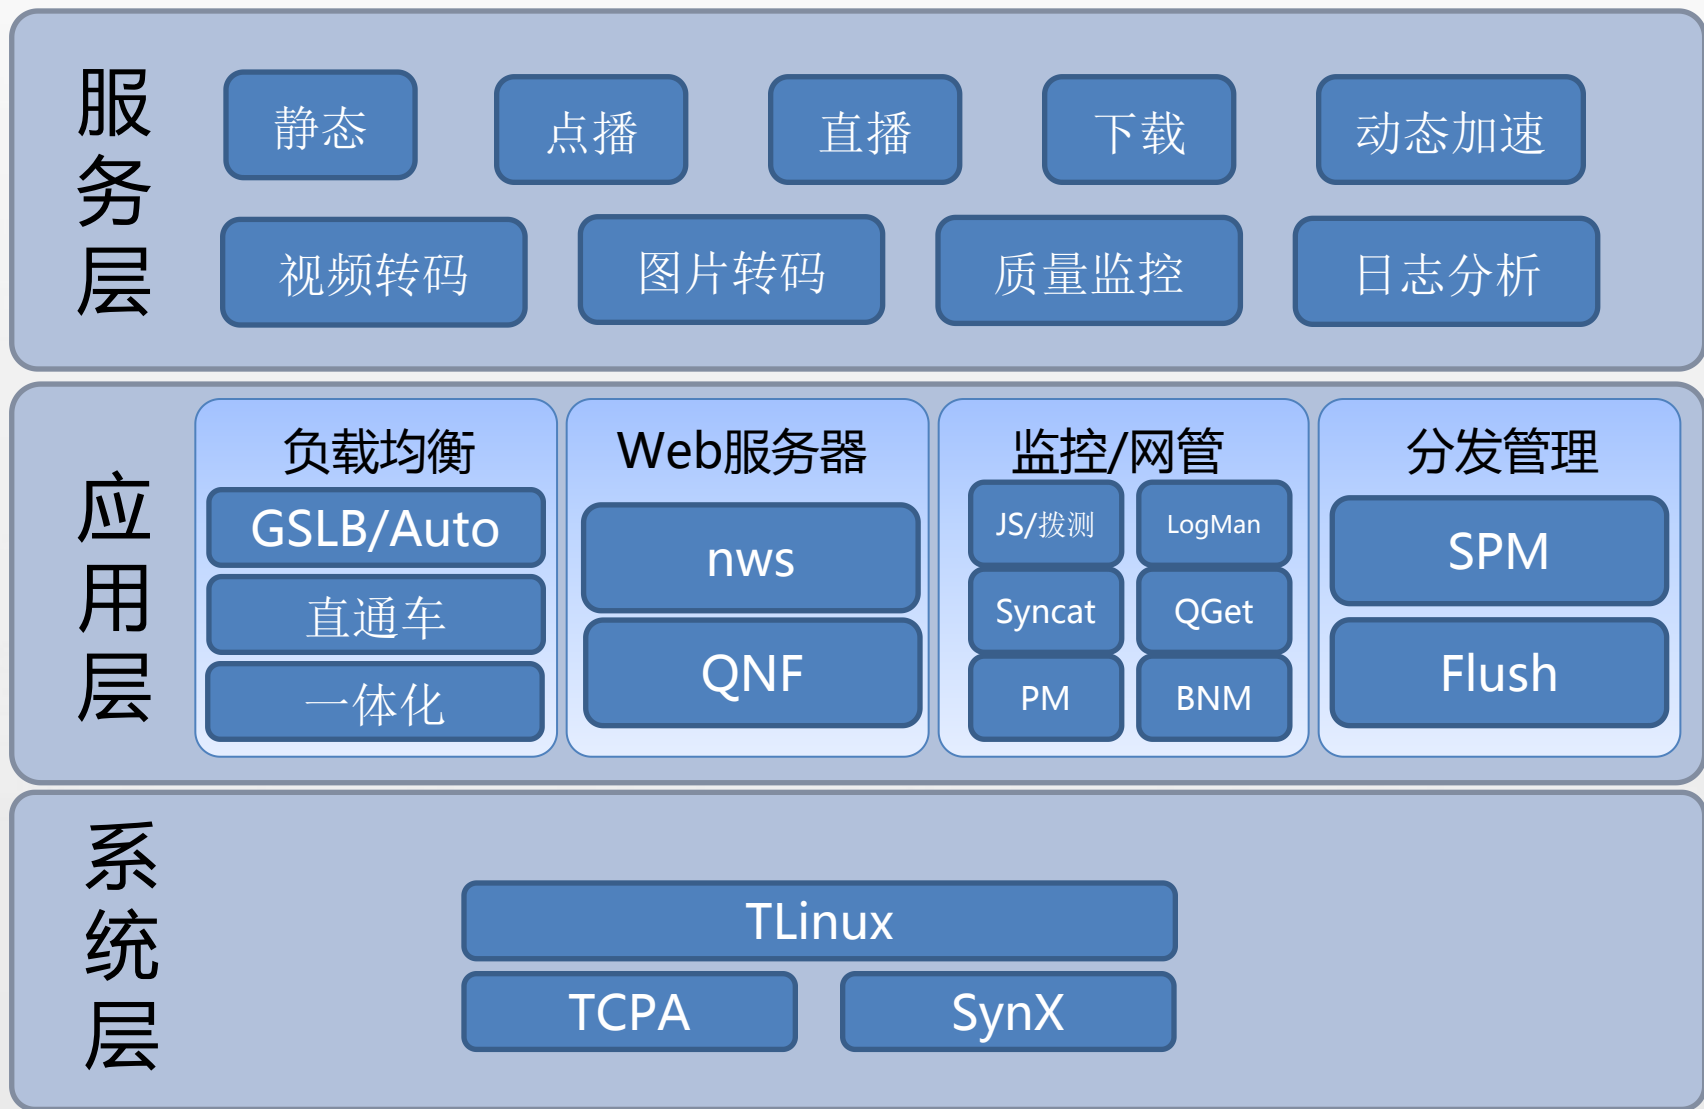 服务层
静态
点播
直播
下载
动态加速
视频转码
图片转码
质量监控
日志分析
应用层
负载均衡
GSLB/Auto
直通车
一体化
Web服务器
nws
QNF
监控/网管
JS/拨测
LogMan
Syncat
QGet
PM
BNM
分发管理
SPM
Flush
系统层
TLinux
TCPA
SynX